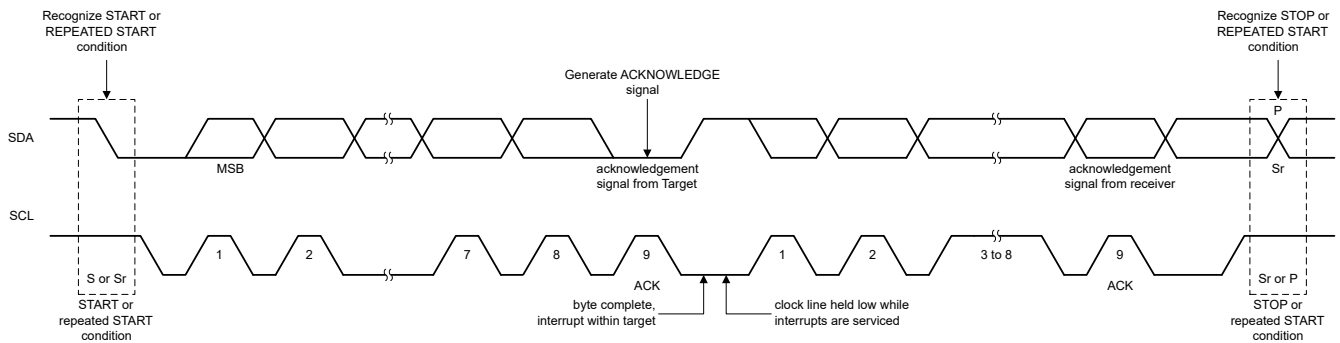 Recognize START or
REPEATED START
condition
Recognize STOP or
REPEATED START
condition
Generate ACKNOWLEDGE
signal
P
SDA
MSB
acknowledgement
signal from Target
acknowledgement
signal from receiver
Sr
SCL
1
2
7
8
9
1
2
3 to 8
9
S or Sr
ACK
ACK
Sr or P
START or
repeated START
condition
byte complete,
interrupt within target
clock line held low while
interrupts are serviced
STOP or
repeated START
condition